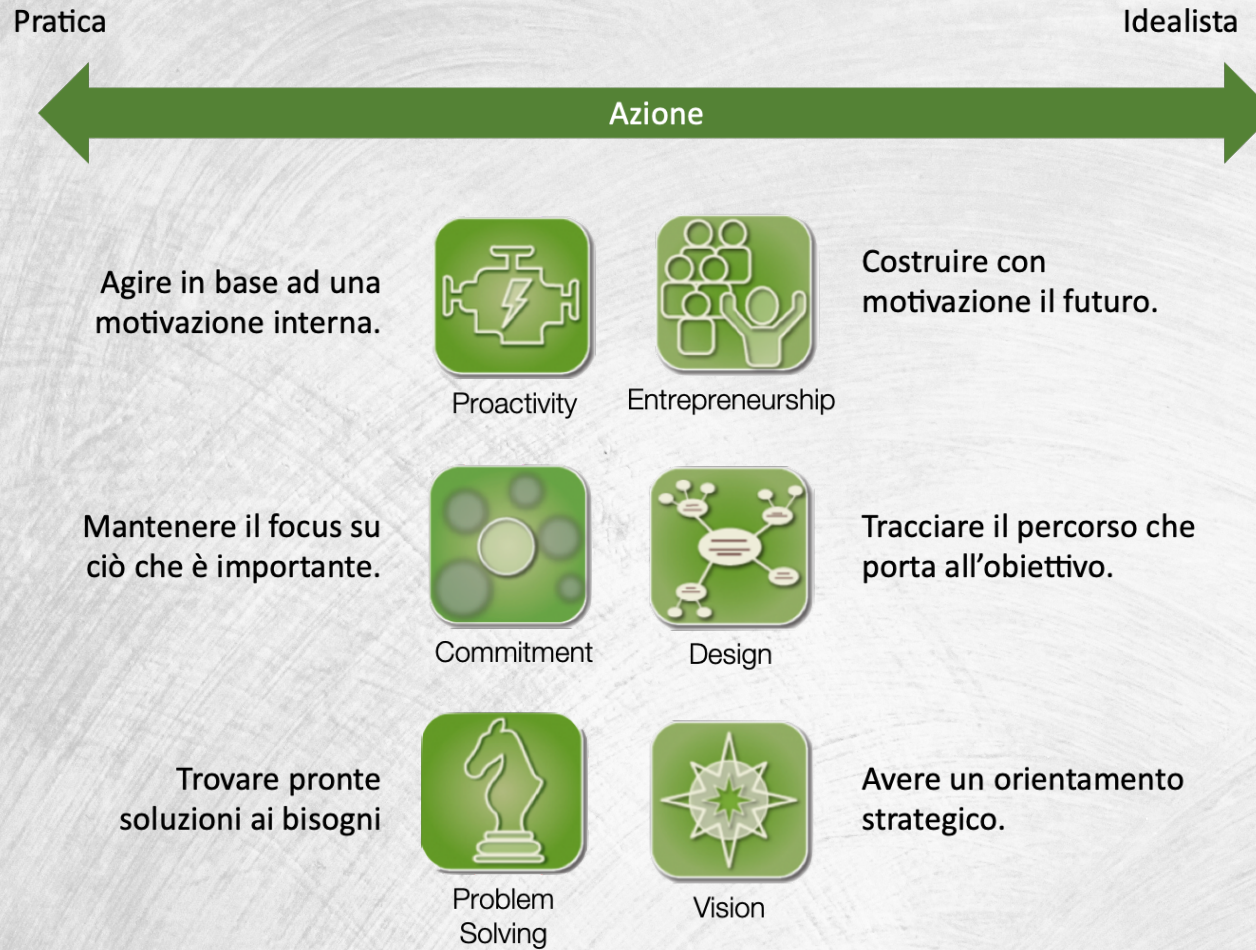 Pratica
Idealista
Azione
Agire in base ad una
motivazione interna.
Proactivity
Entrepreneurship
Costruire con
motivazione il futuro.
Mantenere il focus su
ciò che è importante.
Commitment
Design
Tracciare il percorso che
porta all’obiettivo.
Trovare pronte
soluzioni ai bisogni
Problem
Solving
Vision
Avere un orientamento
strategico.